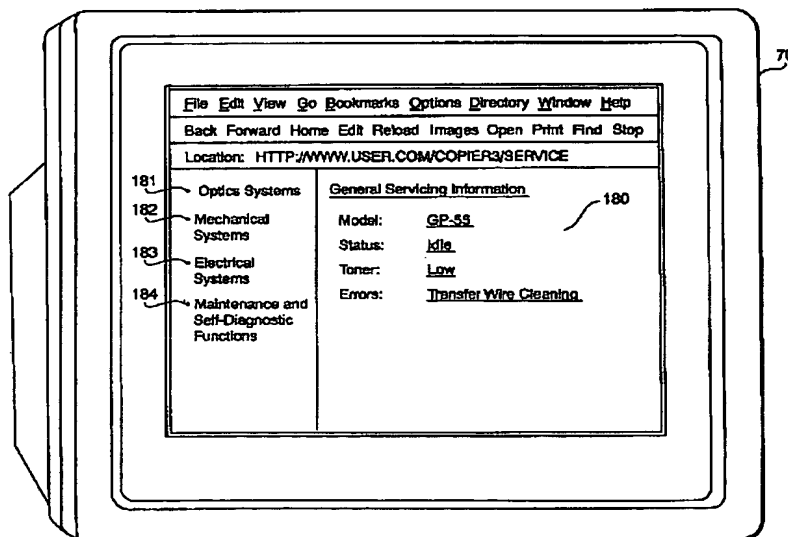 File Edit View Go Bookmarks Options Directory Window Help
Back Forward Home Edit Reload Images Open Print Find Stop
Location: HTTP://WWW.USER.COM/COPIER3/SERVICE
181
Optics Systems
182
Mechanical
Systems
183
Electrical
Systems
184
Maintenance and
Self-Diagnostic
Functions
General Servicing Information
180
Model: GP-55
Status: Idle
Toner: Low
Errors: Transfer Wire Cleaning